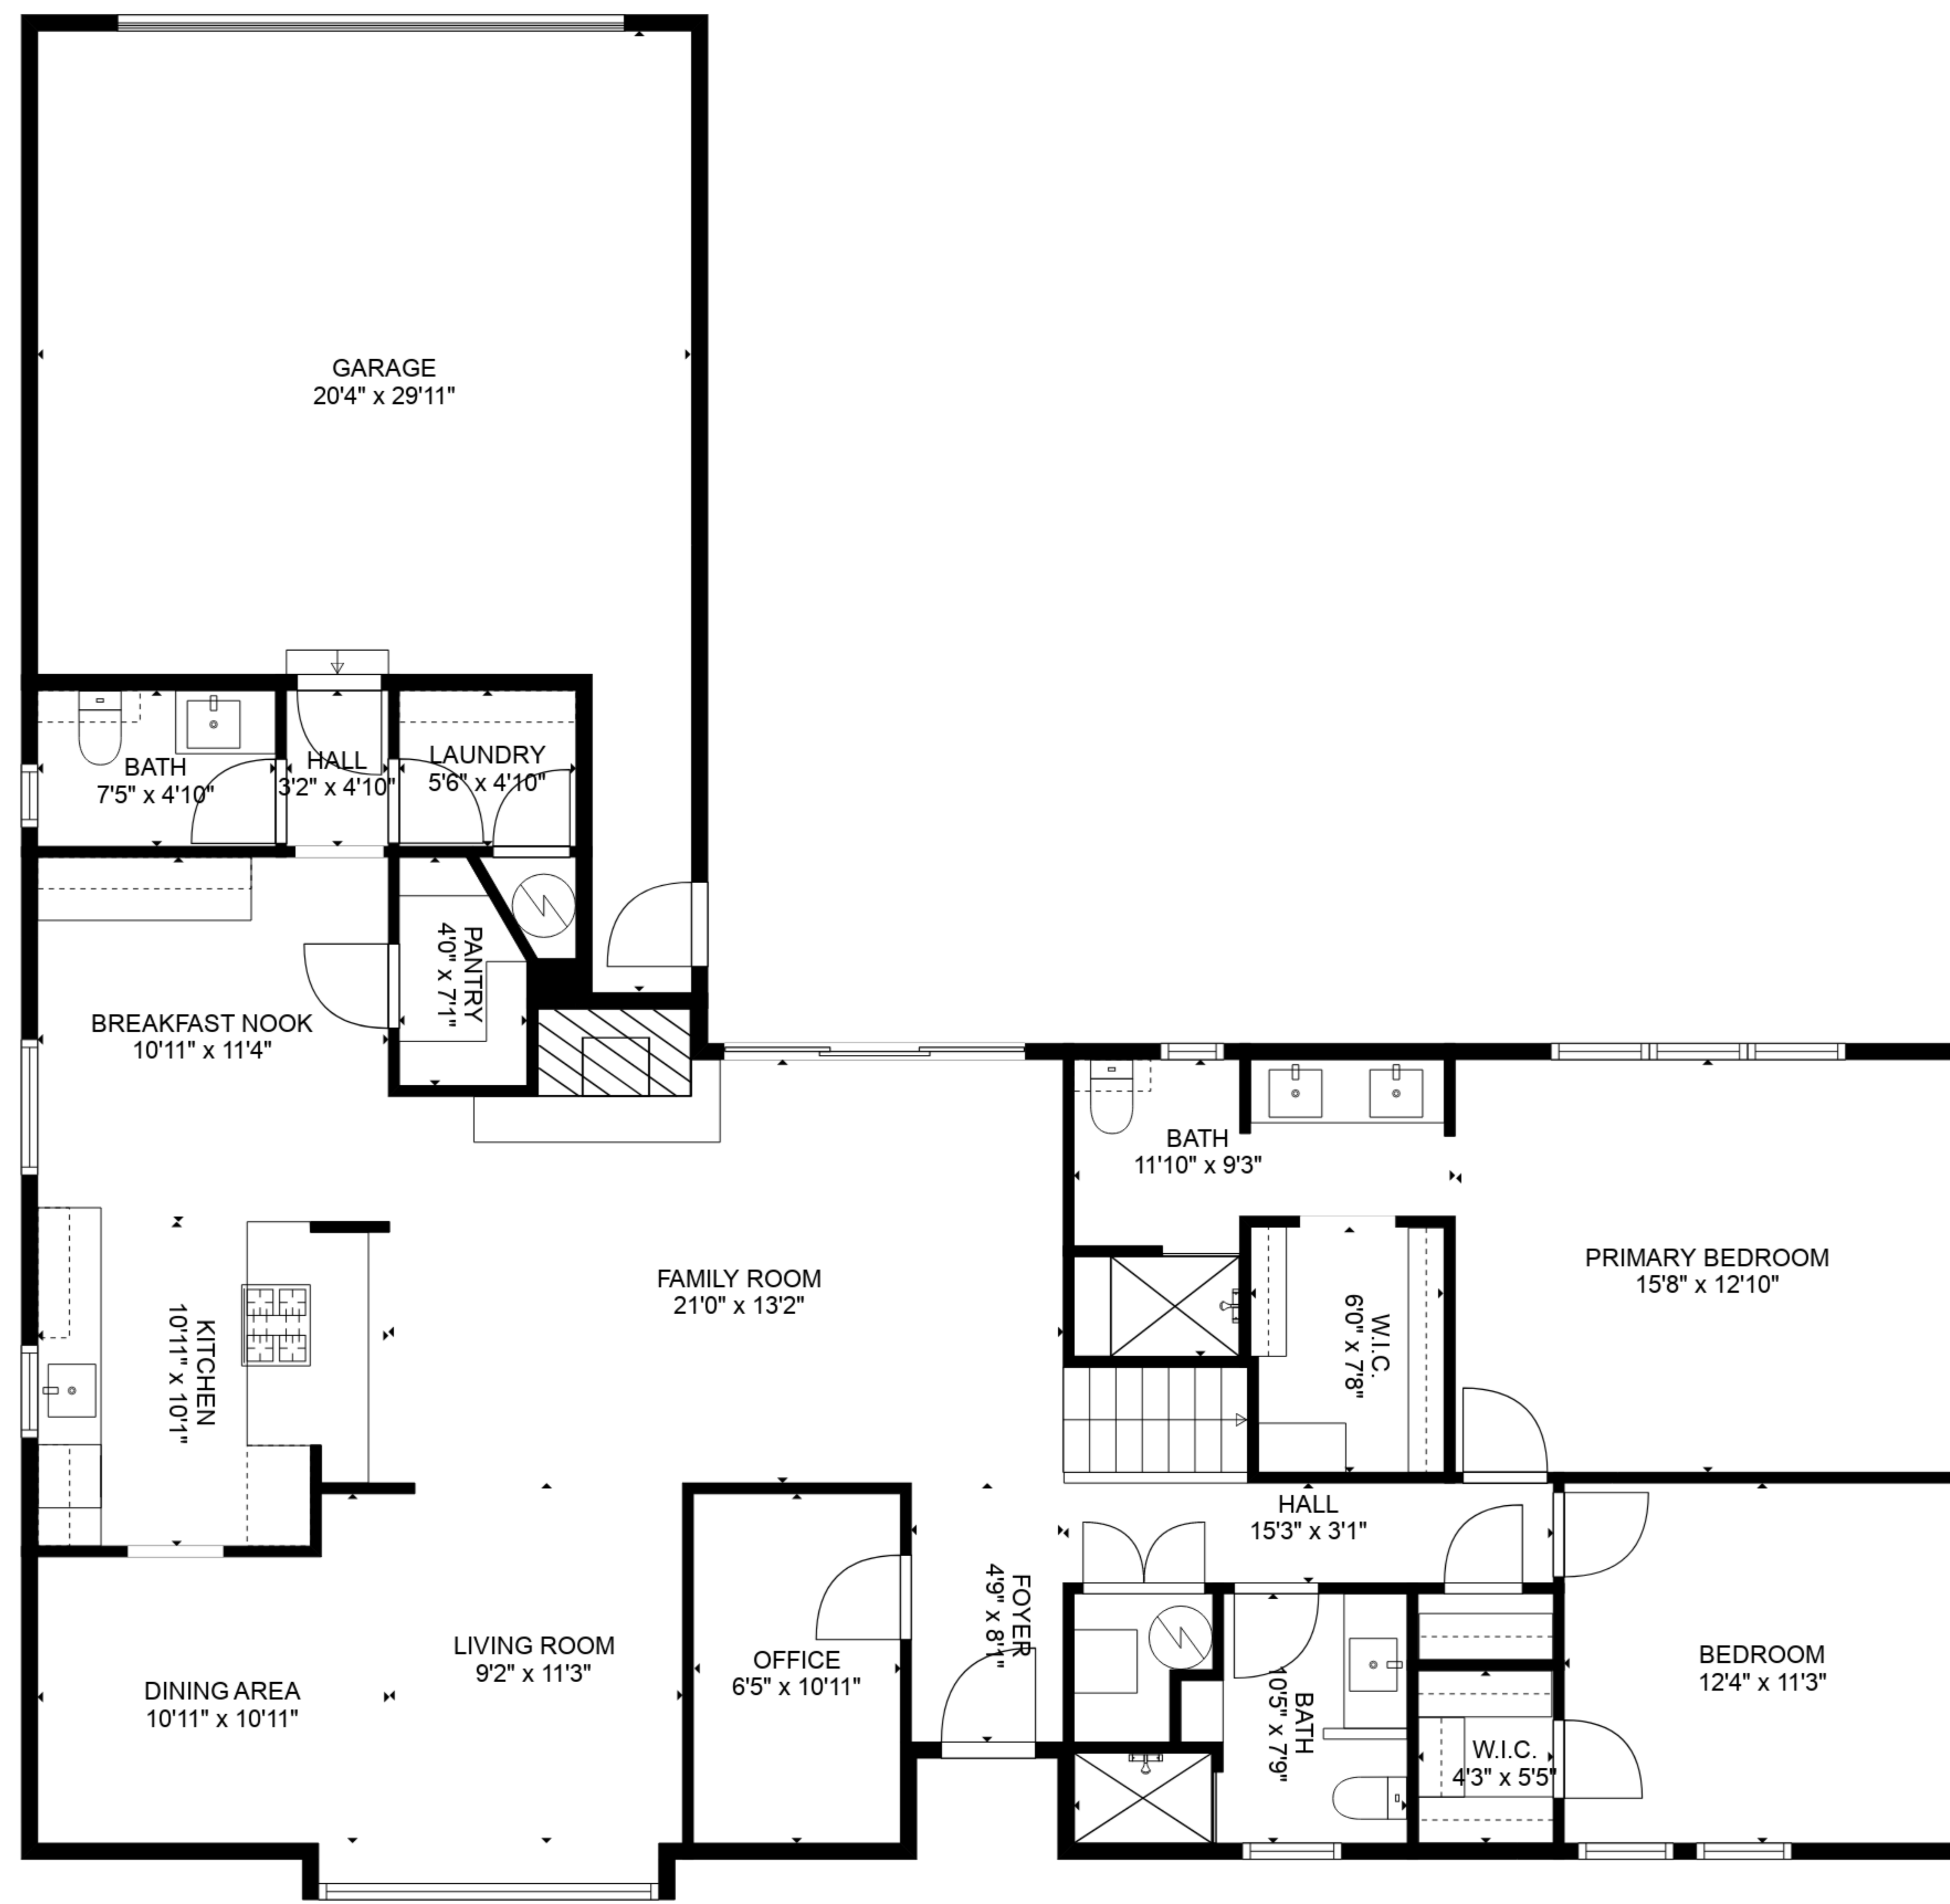 GARAGE
20'4" x 29'11"
BATH
7'5" x 4'10"
HALL
3'2" x 4'10"
LAUNDRY
5'6" x 4'10"
PANTRY
4'0" x 7'1"
BREAKFAST NOOK
10'11" x 11'4"
BATH
11'10" x 9'3"
FAMILY ROOM
21'0" x 13'2"
PRIMARY BEDROOM
15'8" x 12'10"
KITCHEN
10'11" x 10'1"
W.I.C.
6'0" x 7'8"
HALL
15'3" x 3'1"
FOYER
4'9" x 8'1"
LIVING ROOM
9'2" x 11'3"
OFFICE
6'5" x 10'11"
BEDROOM
12'4" x 11'3"
DINING AREA
10'11" x 10'11"
BATH
10'5" x 7'9"
W.I.C.
4'3" x 5'5"